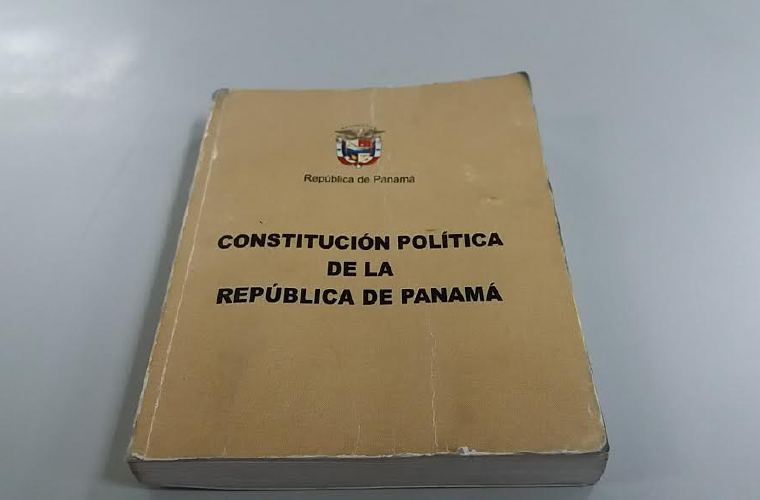 República de Panamá
CONSTITUCIÓN POLÍTICA
DE LA
REPÚBLICA DE PANAMÁ